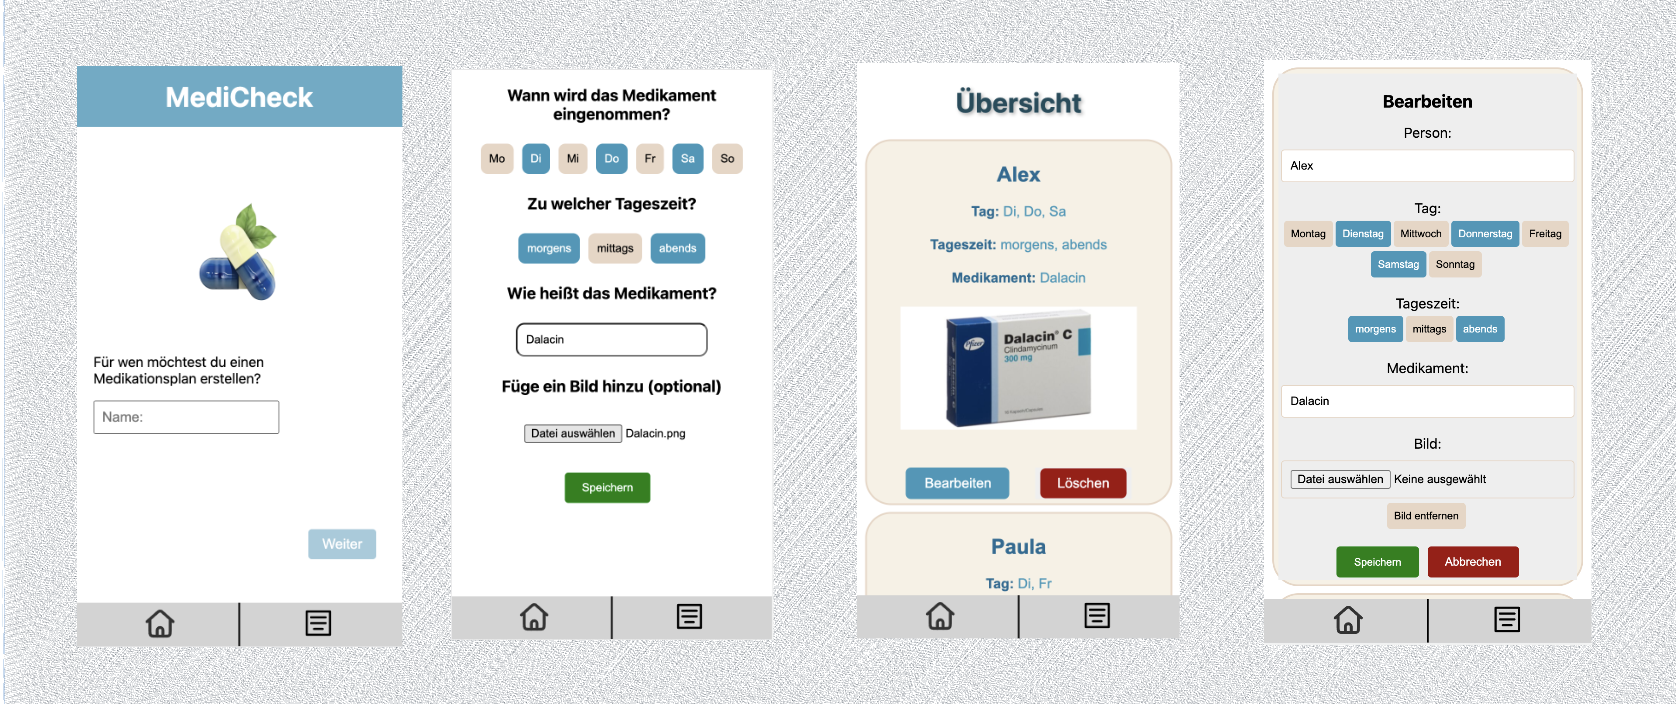 MediCheck
Für wen möchtest du einen
Medikationsplan erstellen?
Name:
Weiter
Wann wird das Medikament
eingenommen?
Mo Di Mi Do Fr Sa So
Zu welcher Tageszeit?
morgens mittags abends
Wie heißt das Medikament?
Dalacin
Füge ein Bild hinzu (optional)
Datei auswählen Dalacin.png
Speichern
Übersicht
Alex
Tag: Di, Do, Sa
Tageszeit: morgens, abends
Medikament: Dalacin
Pfizer
Dalacin® C
Clindamycinum
300 mg
Bearbeiten Löschen
Paula
Tag: Di, Fr
Bearbeiten
Person:
Alex
Tag:
Montag Dienstag Mittwoch Donnerstag Freitag
Samstag Sonntag
Tageszeit:
morgens mittags abends
Medikament:
Dalacin
Bild:
Datei auswählen Keine ausgewählt
Bild entfernen
Speichern Abbrechen